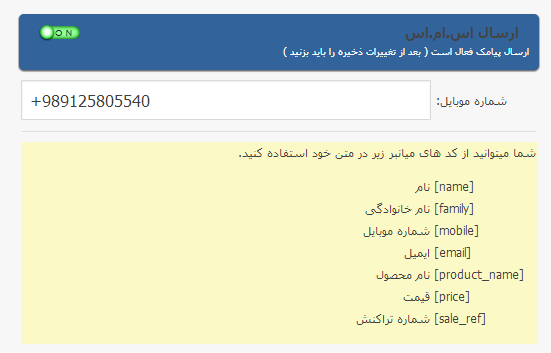 ارسال اس.ام.اس
ON
ارسال پیامک فعال است ( بعد از تغییرات ذخیره را باید بزنید )
شماره موبایل: +989125805540
شما میتوانید از کد های میانبر زیر در متن خود استفاده کنید.
[name] نام
[family] نام خانوادگی
[mobile] شماره موبایل
[email] ایمیل
[product_name] نام محصول
[price] قیمت
[sale_ref] شماره تراکنش